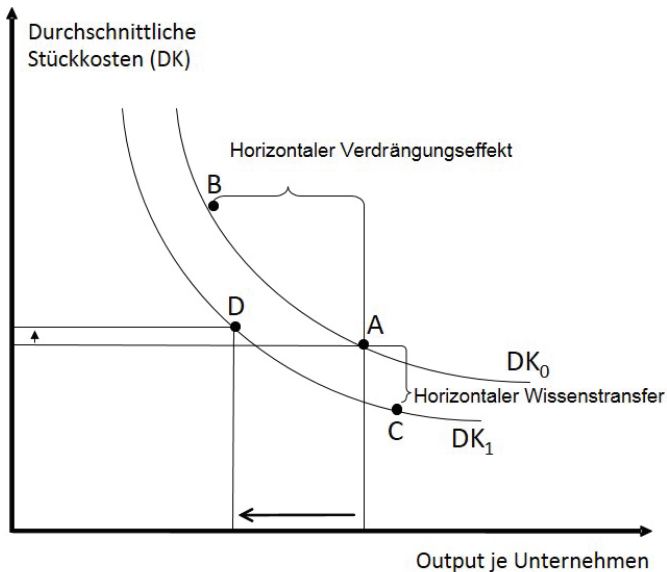 Durchschnittliche
Stückkosten (DK)
Horizontaler Verdrängungseffekt
B
D
A
DK₀
Horizontaler Wissenstransfer
C
DK₁
Output je Unternehmen